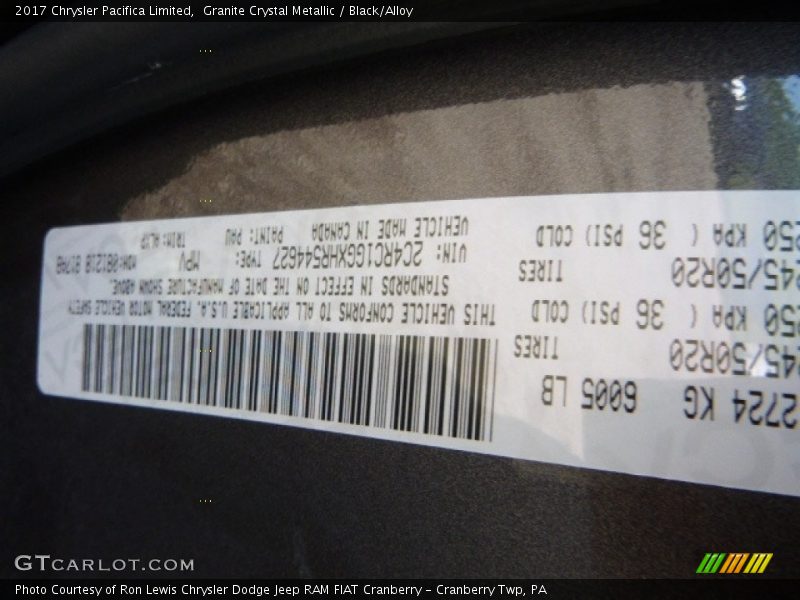 2017 Chrysler Pacifica Limited, Granite Crystal Metallic / Black/Alloy
2724 KG 6005 LB
245/50R20 TIRES
250 KPA ( 36 PSI) COLD
245/50R20 TIRES
250 KPA ( 36 PSI) COLD
THIS VEHICLE CONFORMS TO ALL APPLICABLE U.S.A. FEDERAL MOTOR VEHICLE SAFETY
STANDARDS IN EFFECT ON THE DATE OF MANUFACTURE SHOWN ABOVE.
VIN: 2C4RC1GGXHR544627 TYPE: MPV MDH:081210
VEHICLE MADE IN CANADA PAINT: PAU TRIM:
GTCARLOT.COM
Photo Courtesy of Ron Lewis Chrysler Dodge Jeep RAM FIAT Cranberry – Cranberry Twp, PA